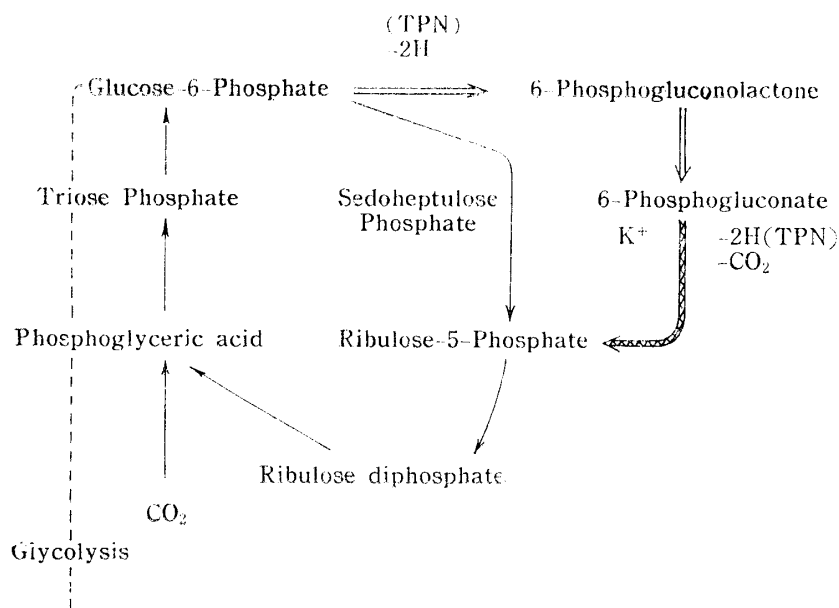 (TPN)
-2H
Glucose-6-Phosphate
6-Phosphogluconolactone
Triose Phosphate
Sedoheptulose
Phosphate
6-Phosphogluconate
K⁺
-2H(TPN)
-CO₂
Phosphoglyceric acid
Ribulose-5-Phosphate
Ribulose diphosphate
CO₂
Glycolysis